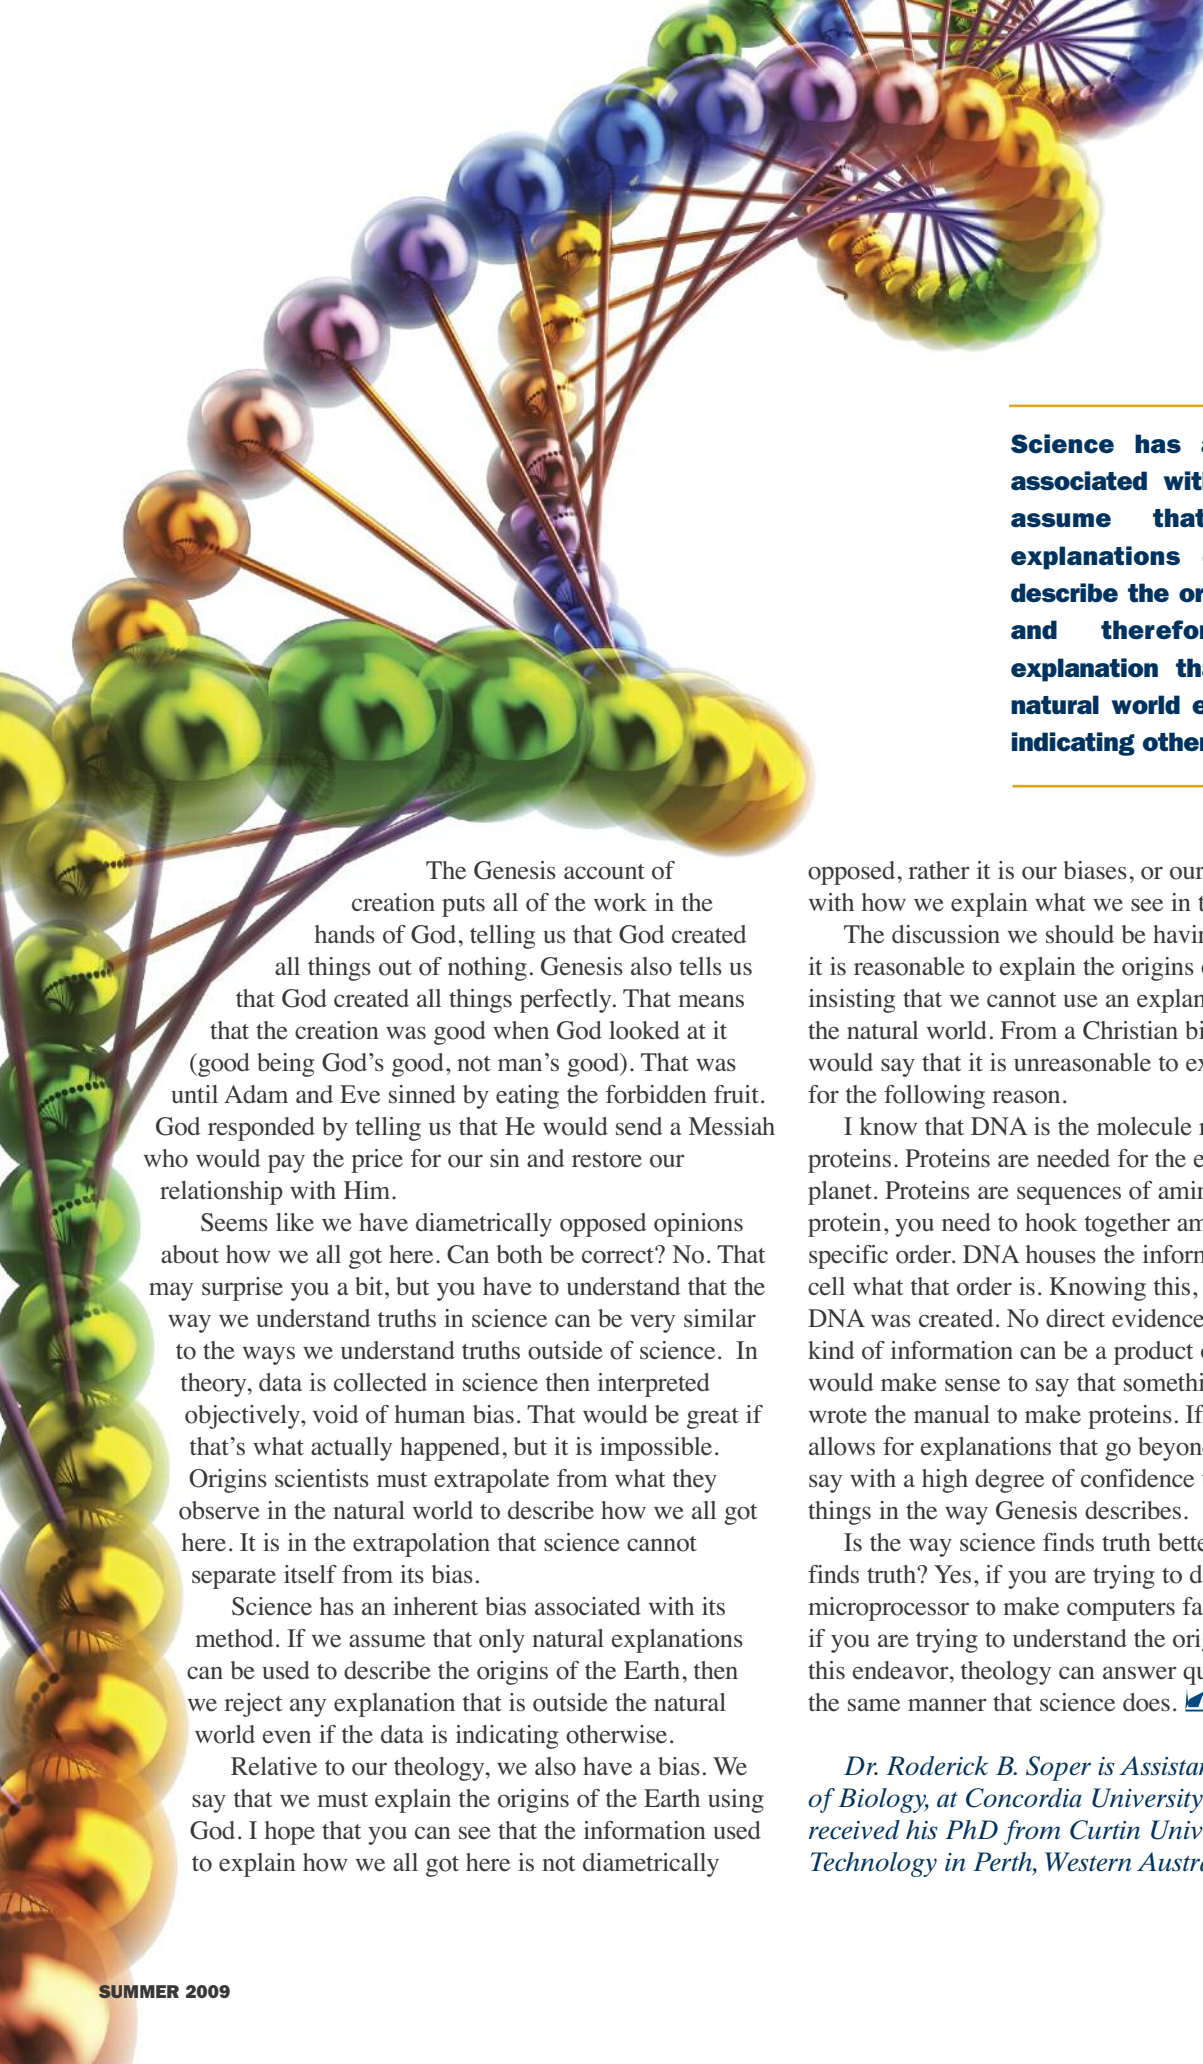 Science has
associated
assume
explanations
describe the
and
explanation
natural world
indicating
The Genesis account of
creation puts all of the work in the
hands of God, telling us that God created
all things out of nothing. Genesis also tells us
that God created all things perfectly. That means
that the creation was good when God looked at it
(good being God's good, not man's good). That was
until Adam and Eve sinned by eating the forbidden fruit.
God responded by telling us that He would send a Messiah
who would pay the price for our sin and restore our
relationship with Him.
Seems like we have diametrically opposed opinions
about how we all got here. Can both be correct? No. That
may surprise you a bit, but you have to understand that the
way we understand truths in science can be very similar
to the ways we understand truths outside of science. In
theory, data is collected in science then interpreted
objectively, void of human bias. That would be great if
that's what actually happened, but it is impossible.
Origins scientists must extrapolate from what they
observe in the natural world to describe how we all got
here. It is in the extrapolation that science cannot
separate itself from its bias.
Science has an inherent bias associated with its
method. If we assume that only natural explanations
can be used to describe the origins of the Earth, then
we reject any explanation that is outside the natural
world even if the data is indicating otherwise.
Relative to our theology, we also have a bias. We
say that we must explain the origins of the Earth using
God. I hope that you can see that the information used
to explain how we all got here is not diametrically
opposed, rather it is our biases, or our
with how we explain what we see in
The discussion we should be
it is reasonable to explain the origins
insisting that we cannot use an
the natural world. From a Christian
would say that it is unreasonable to
for the following reason.
I know that DNA is the molecule
proteins. Proteins are needed for the
planet. Proteins are sequences of
protein, you need to hook together
specific order. DNA houses the
cell what that order is. Knowing this,
DNA was created. No direct evidence
kind of information can be a product
would make sense to say that
wrote the manual to make proteins. If
allows for explanations that go
say with a high degree of confidence
things in the way Genesis describes.
Is the way science finds truth
finds truth? Yes, if you are trying to
microprocessor to make computers
if you are trying to understand the
this endeavor, theology can answer
the same manner that science does.
Dr. Roderick B. Soper is
of Biology, at Concordia University
received his PhD from Curtin
Technology in Perth, Western
SUMMER 2009